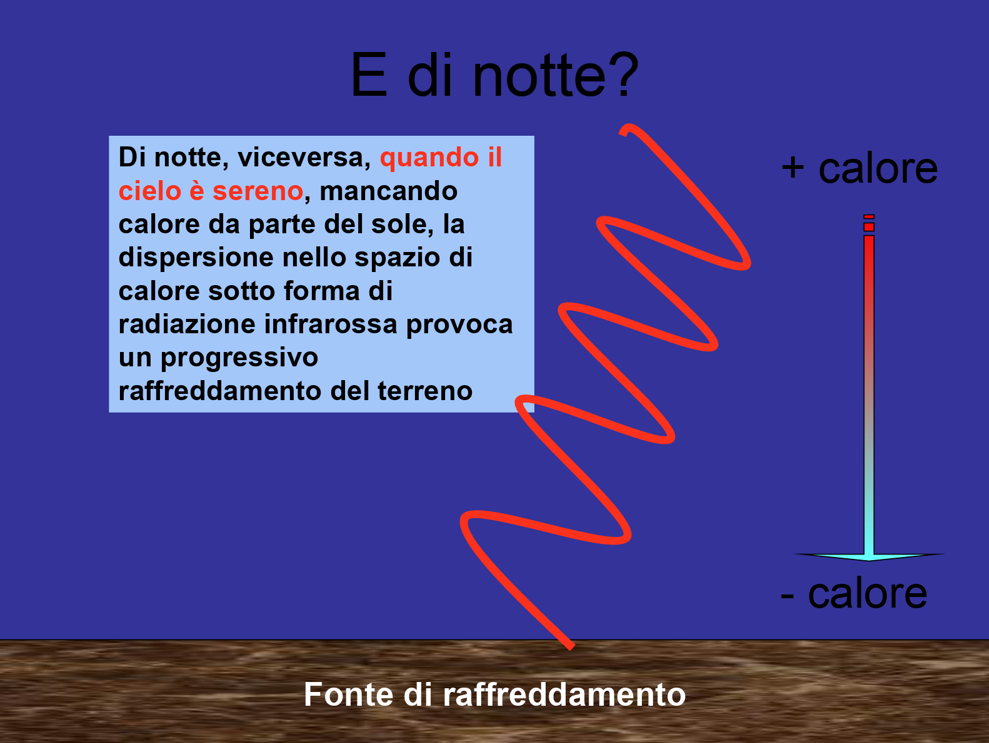 E di notte?
Di notte, viceversa, quando il
cielo è sereno, mancando
calore da parte del sole, la
dispersione nello spazio di
calore sotto forma di
radiazione infrarossa provoca
un progressivo
raffreddamento del terreno
+ calore
- calore
Fonte di raffreddamento